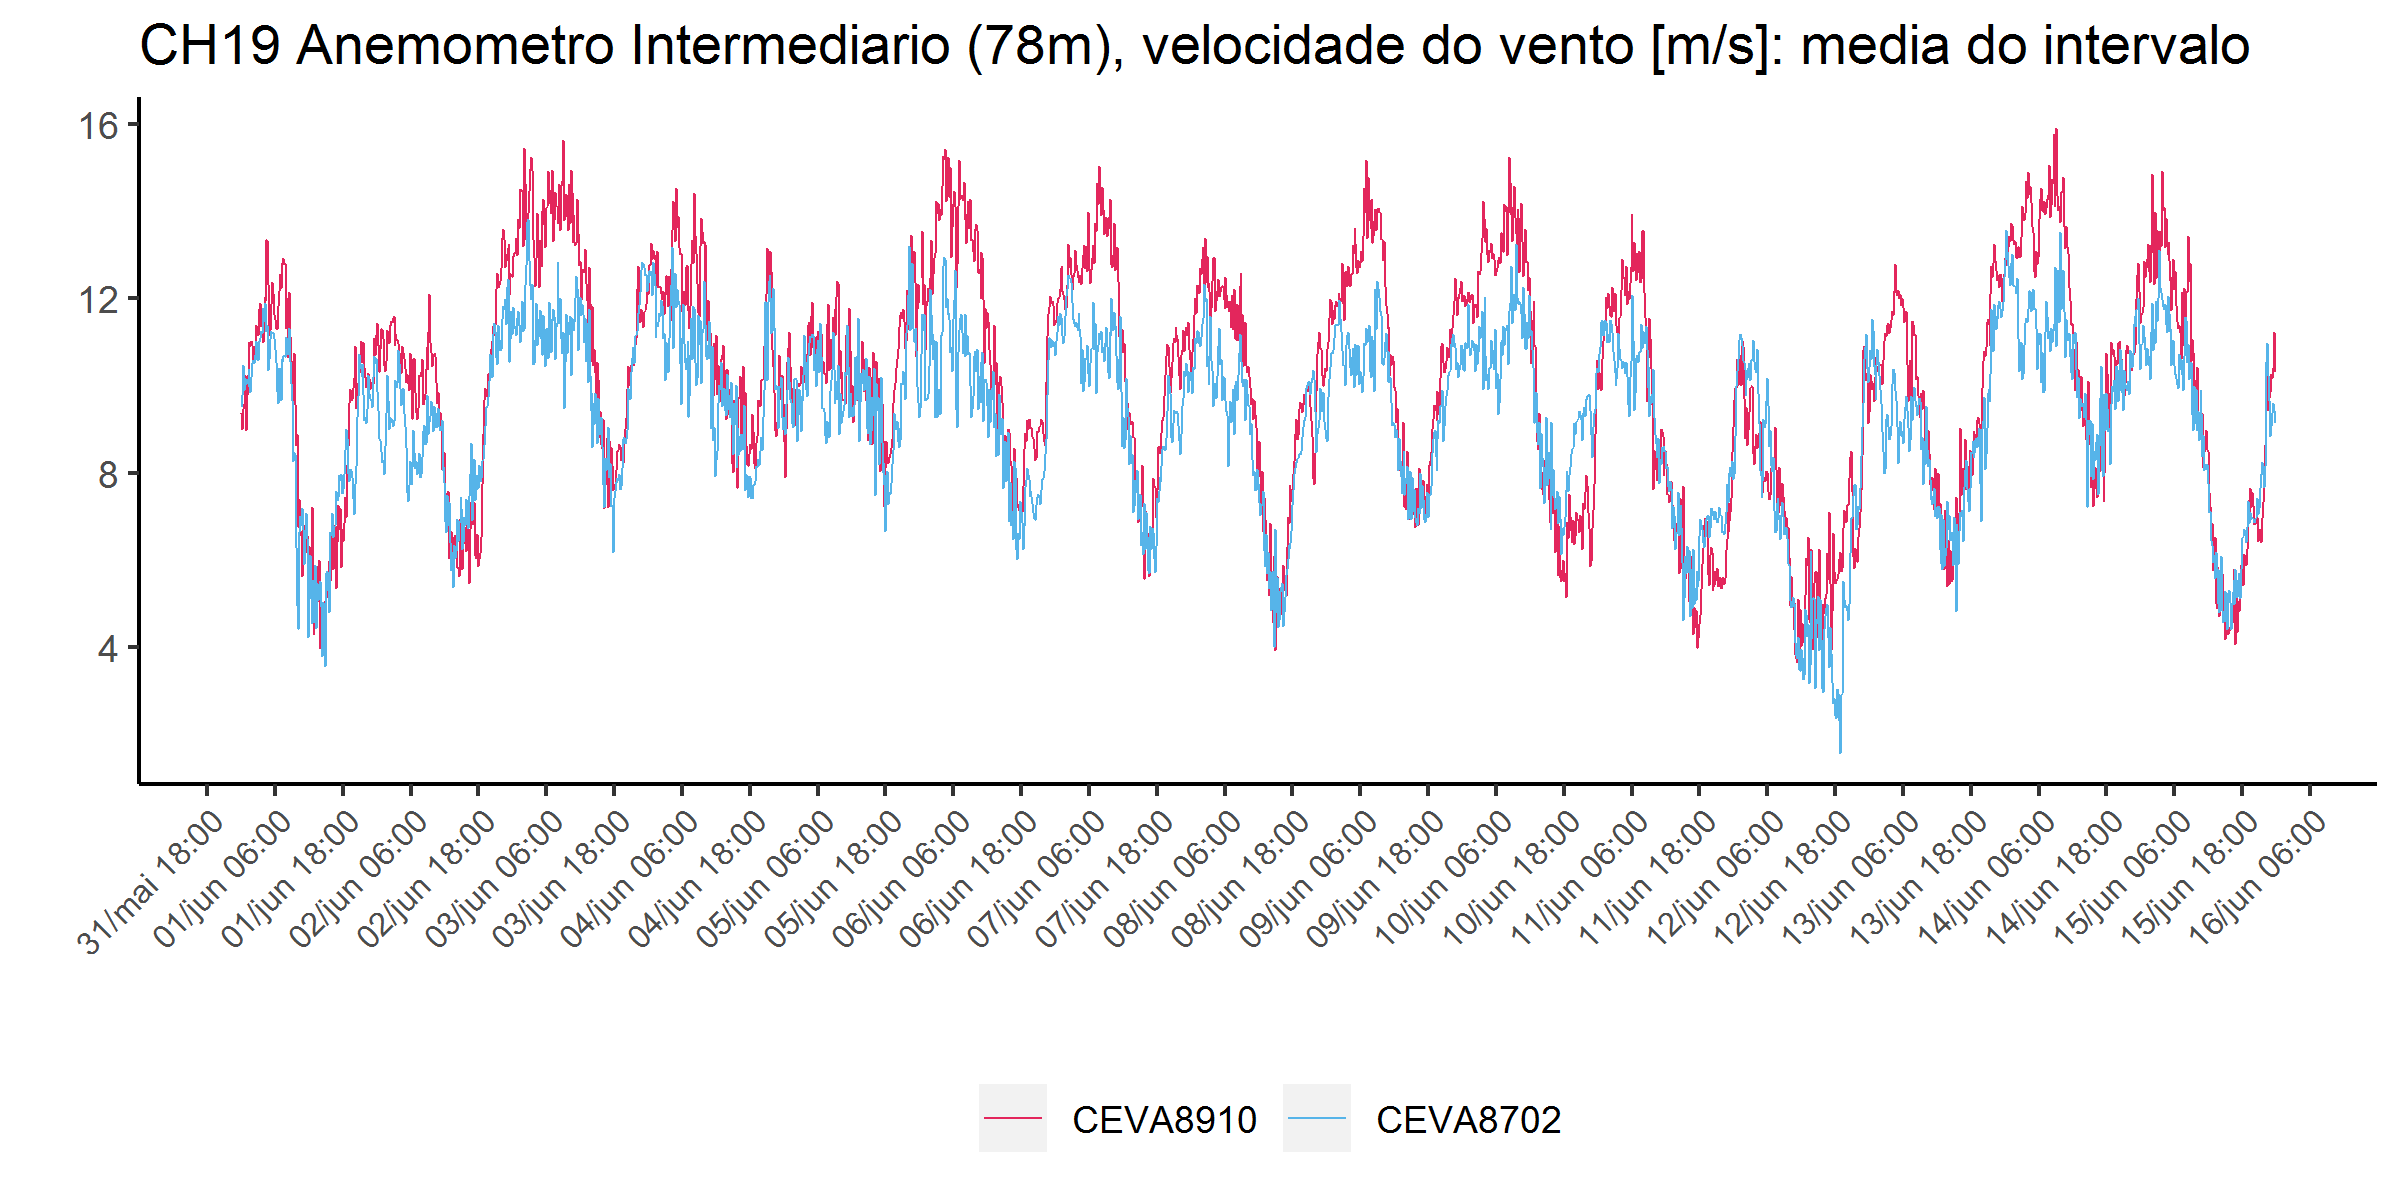 CH19 Anemometro Intermediario (78m), velocidade do vento [m/s]: media do intervalo
16
12
8
4
31/mai 18:00
01/jun 06:00
01/jun 18:00
02/jun 06:00
02/jun 18:00
03/jun 06:00
03/jun 18:00
04/jun 06:00
04/jun 18:00
05/jun 06:00
05/jun 18:00
06/jun 06:00
06/jun 18:00
07/jun 06:00
07/jun 18:00
08/jun 06:00
08/jun 18:00
09/jun 06:00
09/jun 18:00
10/jun 06:00
10/jun 18:00
11/jun 06:00
11/jun 18:00
12/jun 06:00
12/jun 18:00
13/jun 06:00
13/jun 18:00
14/jun 06:00
14/jun 18:00
15/jun 06:00
15/jun 18:00
16/jun 06:00
CEVA8910
CEVA8702